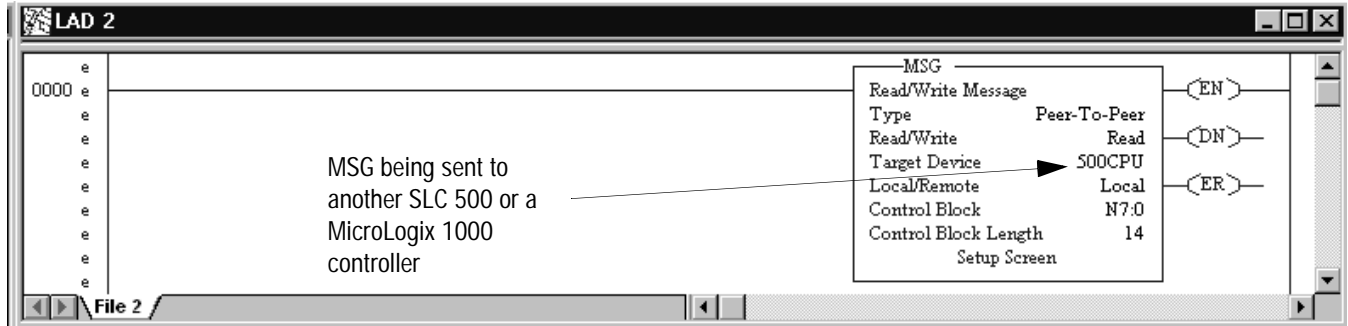 LAD 2
e
0000 e
e
e
e
e
e
e
e
e
MSG being sent to
another SLC 500 or a
MicroLogix 1000
controller
MSG
Read/Write Message
Type Peer-To-Peer
Read/Write Read
Target Device 500CPU
Local/Remote Local
Control Block N7:0
Control Block Length 14
Setup Screen
EN
DN
ER
File 2